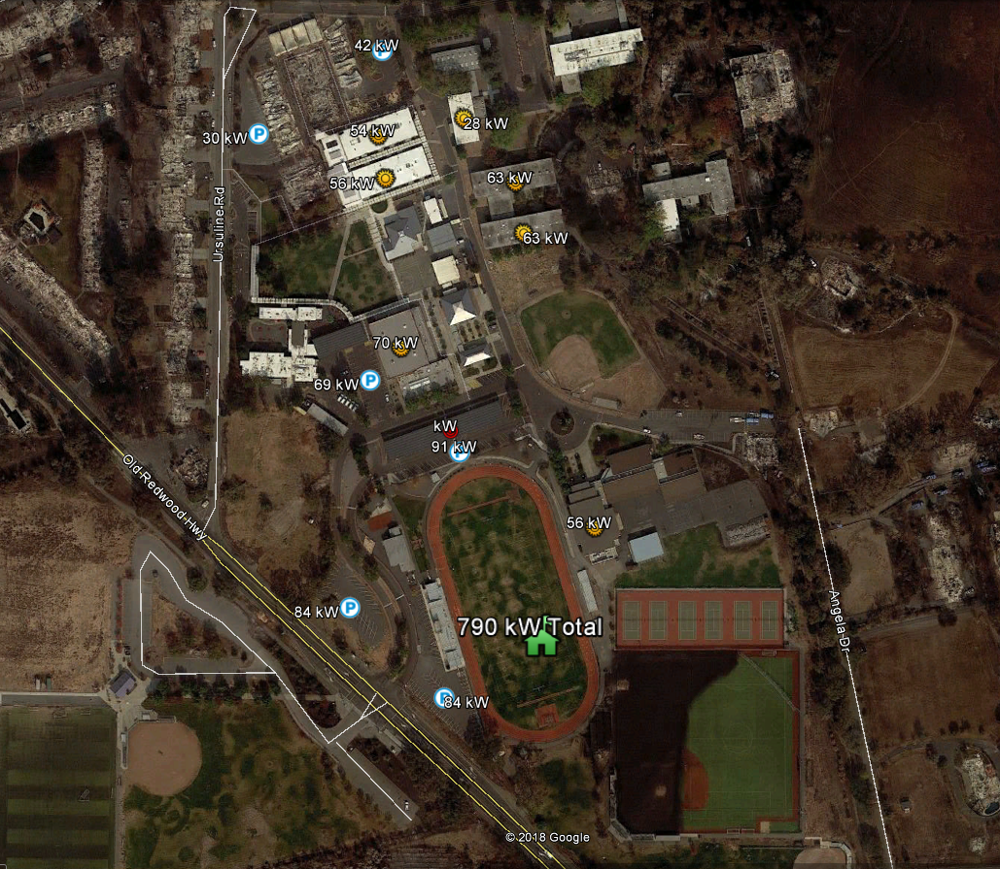 42 kW
28 kW
54 kW
30 kW
P
63 kW
56 kW
Ursuline Rd
63 kW
70 kW
69 kW
P
kW
91 kW
Old Redwood Hwy
56 kW
84 kW
P
790 kW Total
Angela Dr
84 kW
© 2018 Google